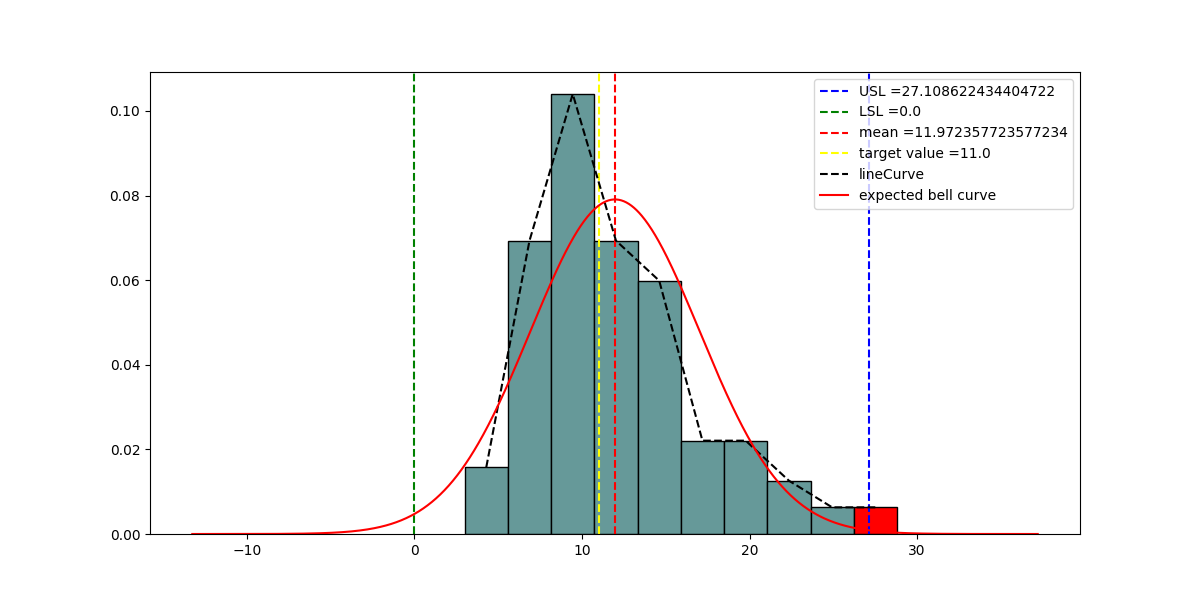 USL =27.108622434404722
LSL =0.0
mean =11.972357723577234
target value =11.0
lineCurve
expected bell curve
0.10
0.08
0.06
0.04
0.02
0.00
−10
0
10
20
30